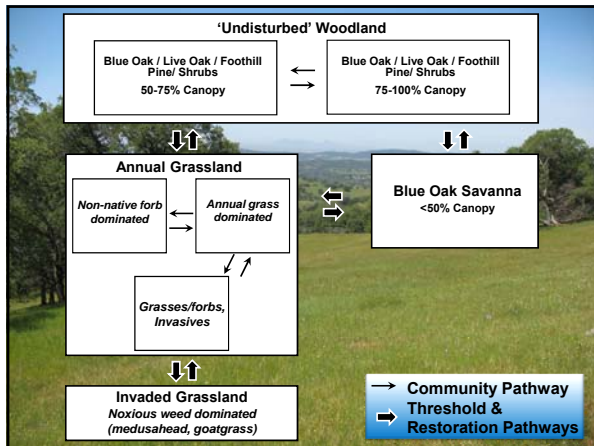 'Undisturbed' Woodland
Blue Oak / Live Oak / Foothill
Pine/ Shrubs
50-75% Canopy
Blue Oak / Live Oak / Foothill
Pine/ Shrubs
75-100% Canopy
Annual Grassland
Non-native forb
dominated
Annual grass
dominated
Grasses/forbs,
Invasives
Blue Oak Savanna
<50% Canopy
Invaded Grassland
Noxious weed dominated
(medusahead, goatgrass)
Community Pathway
Threshold &
Restoration Pathways